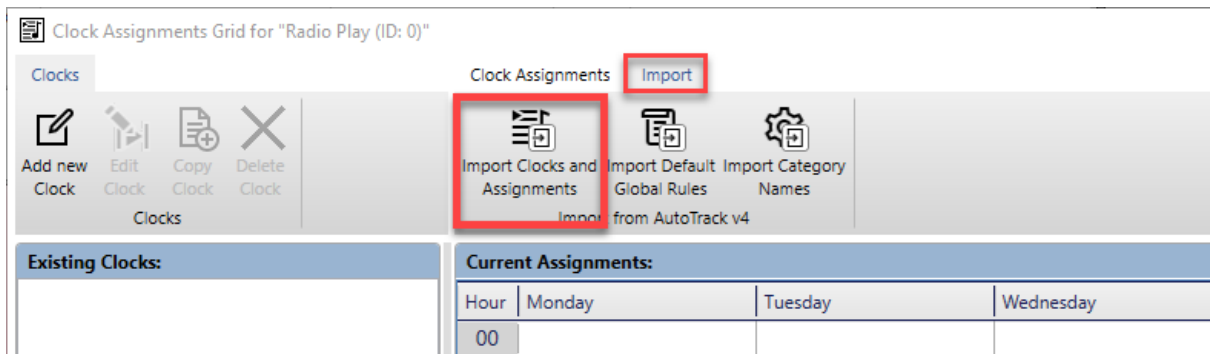 Clock Assignments Grid for "Radio Play (ID: 0)"
Clocks
Clock Assignments
Import
Add new
Clock
Edit
Clock
Copy
Clock
Delete
Clock
Import Clocks and
Assignments
Import Default
Global Rules
Import Category
Names
Clocks
Import from AutoTrack v4
Existing Clocks:
Current Assignments:
Hour Monday Tuesday Wednesday
00